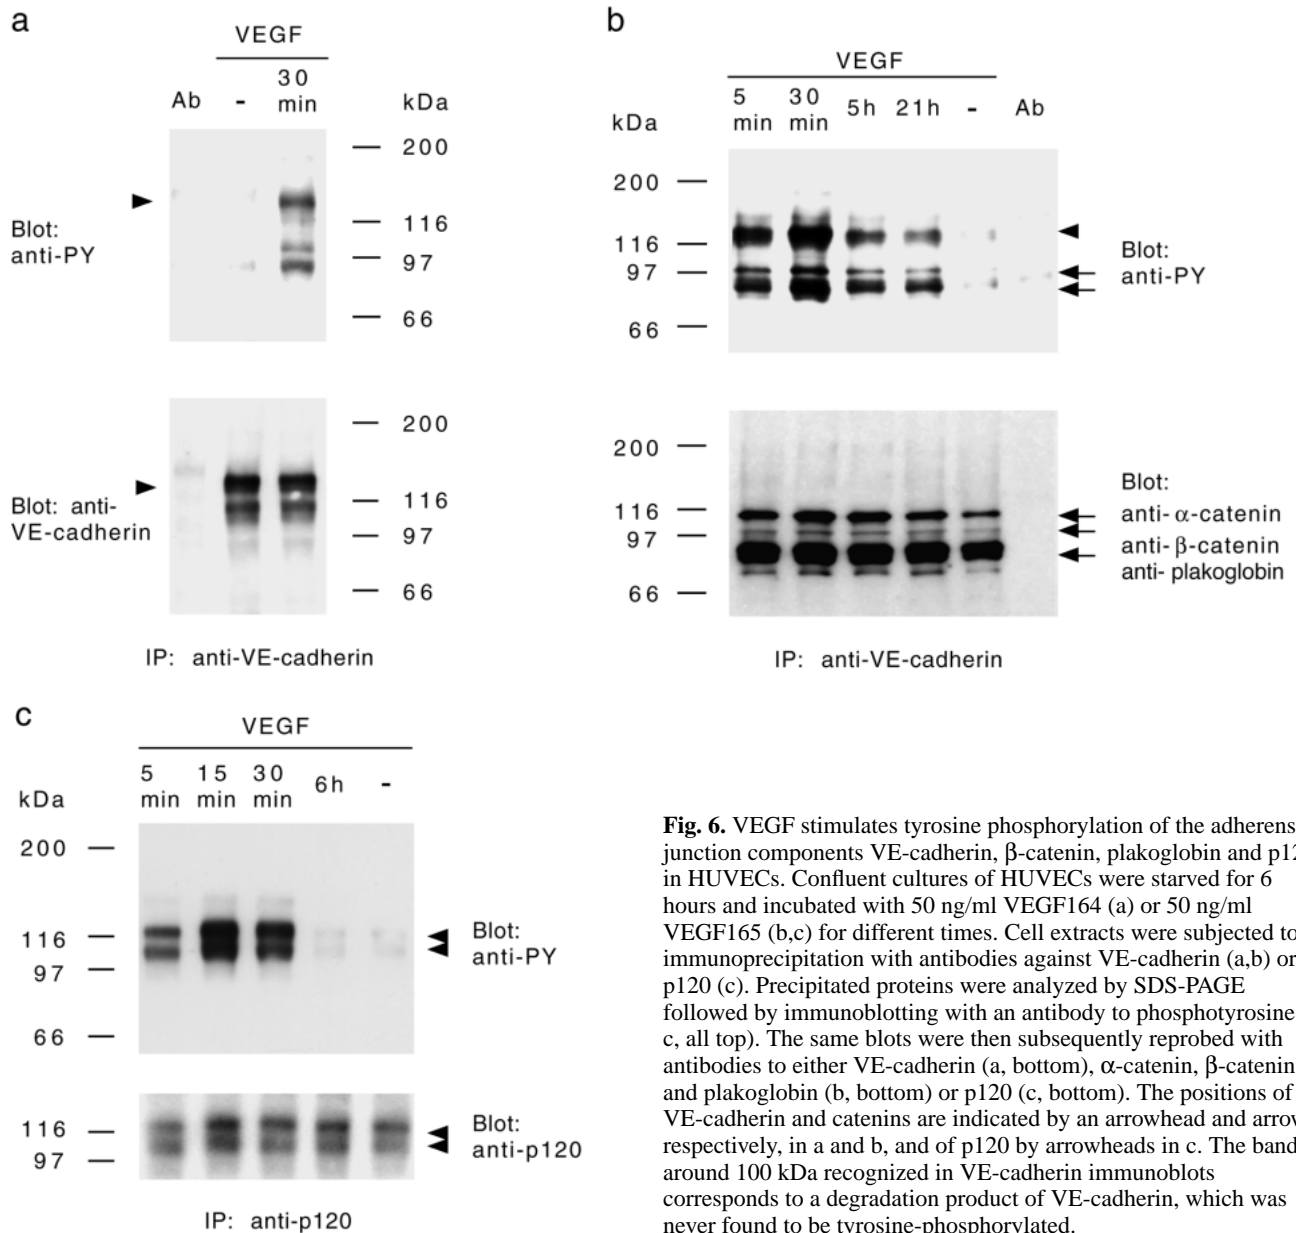 a
VEGF
Ab - 30 min kDa
200
116
97
66
Blot: anti-PY
200
116
97
66
Blot: anti-VE-cadherin
IP: anti-VE-cadherin
b
VEGF
kDa 5 min 30 min 5h 21h - Ab
200
116
97
66
Blot: anti-PY
200
116
97
66
Blot:
anti-α-catenin
anti-β-catenin
anti- plakoglobin
IP: anti-VE-cadherin
c
VEGF
kDa 5 min 15 min 30 min 6h -
200
116
97
66
Blot: anti-PY
116
97
Blot: anti-p120
IP: anti-p120
Fig. 6. VEGF stimulates tyrosine phosphorylation of the adherens
junction components VE-cadherin, β-catenin, plakoglobin and p12
in HUVECs. Confluent cultures of HUVECs were starved for 6
hours and incubated with 50 ng/ml VEGF164 (a) or 50 ng/ml
VEGF165 (b,c) for different times. Cell extracts were subjected to
immunoprecipitation with antibodies against VE-cadherin (a,b) or
p120 (c). Precipitated proteins were analyzed by SDS-PAGE
followed by immunoblotting with an antibody to phosphotyrosine
c, all top). The same blots were then subsequently reprobed with
antibodies to either VE-cadherin (a, bottom), α-catenin, β-catenin
and plakoglobin (b, bottom) or p120 (c, bottom). The positions of
VE-cadherin and catenins are indicated by an arrowhead and arrow
respectively, in a and b, and of p120 by arrowheads in c. The band
around 100 kDa recognized in VE-cadherin immunoblots
corresponds to a degradation product of VE-cadherin, which was
never found to be tyrosine-phosphorylated.